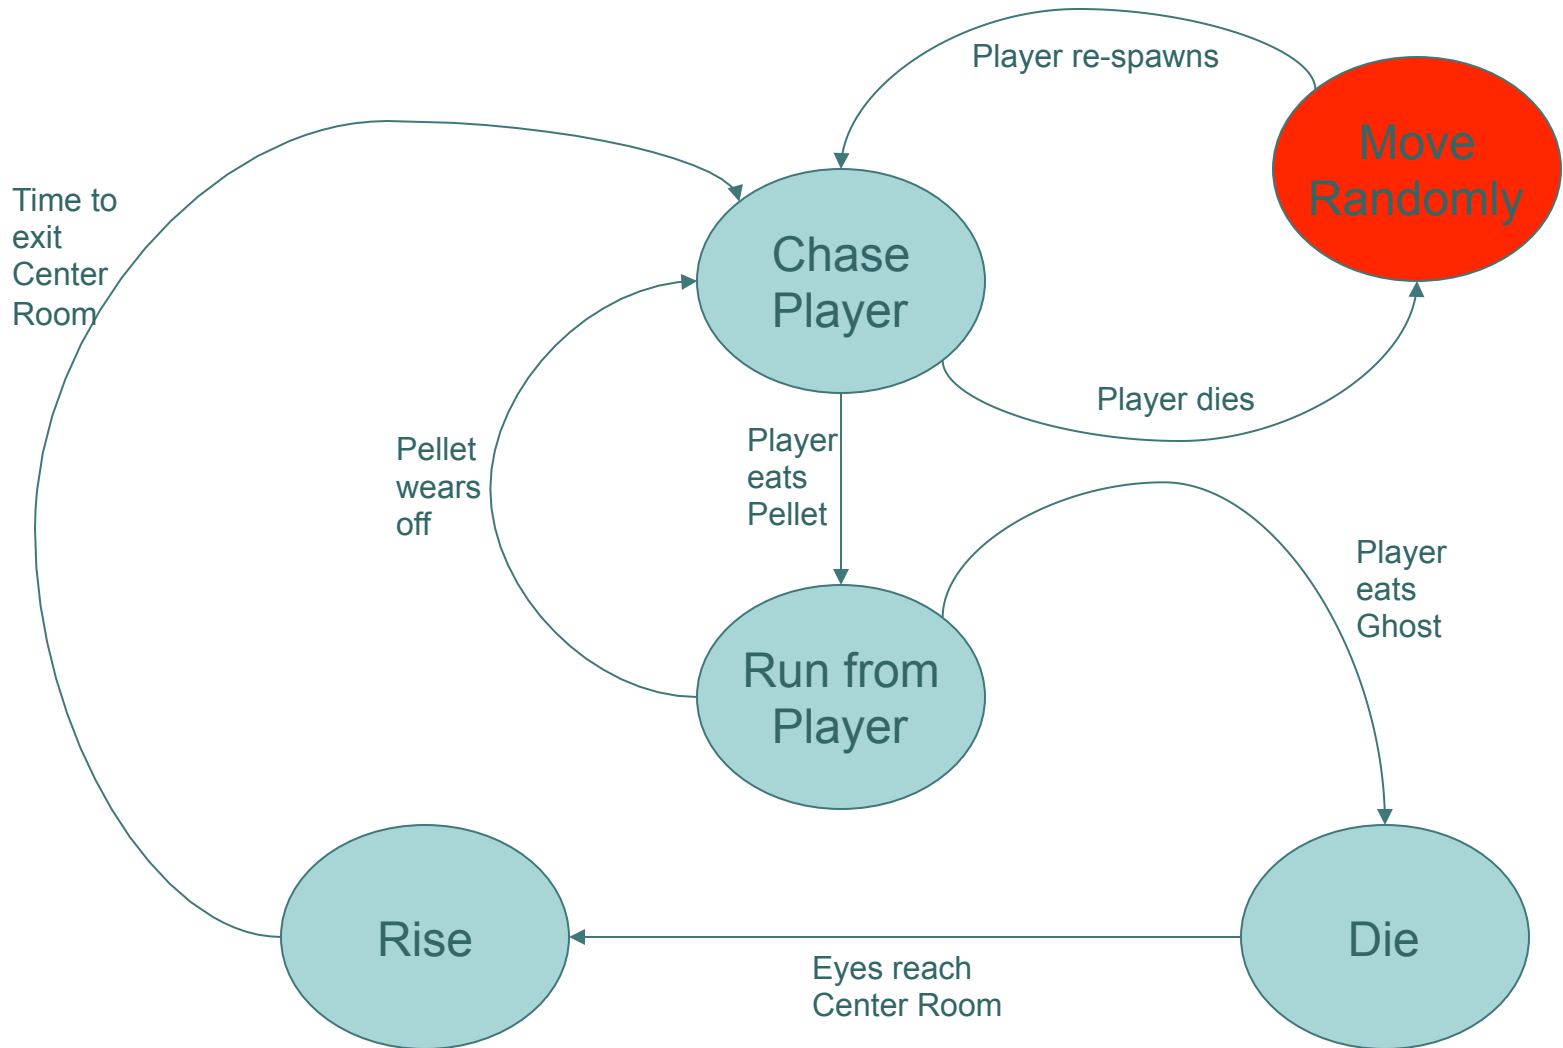 Player re-spawns
Move
Randomly
Time to
exit
Center
Room
Chase
Player
Player dies
Pellet
wears
off
Player
eats
Pellet
Player
eats
Ghost
Run from
Player
Rise
Die
Eyes reach
Center Room